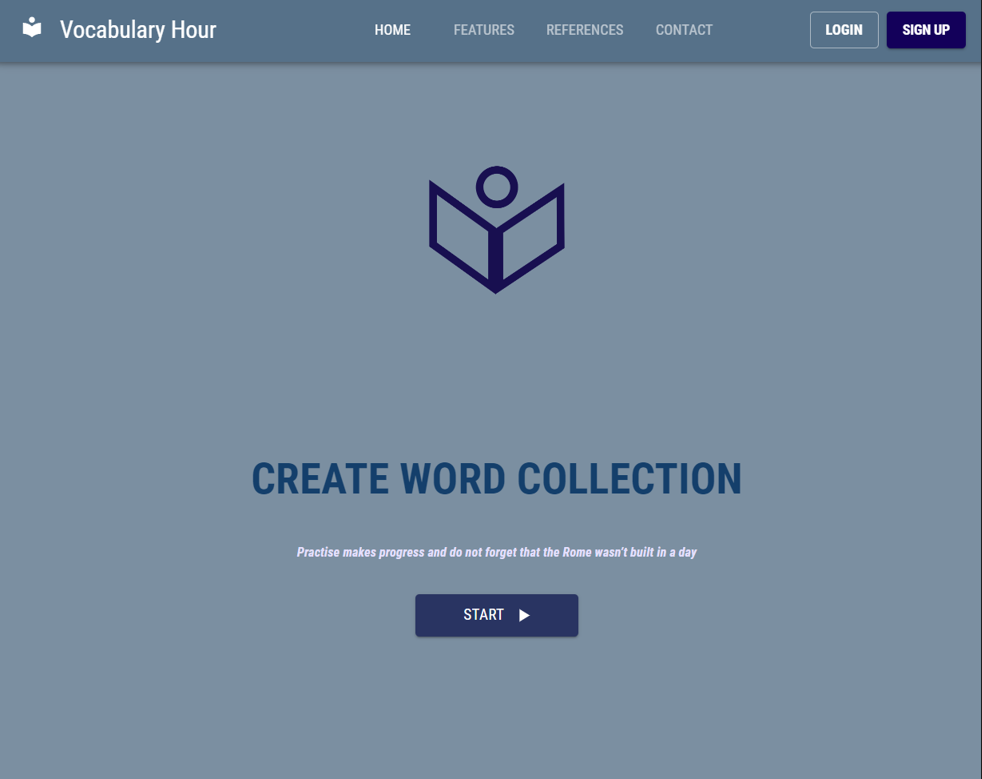 Vocabulary Hour
HOME FEATURES REFERENCES CONTACT
LOGIN SIGN UP
CREATE WORD COLLECTION
Practise makes progress and do not forget that the Rome wasn't built in a day
START